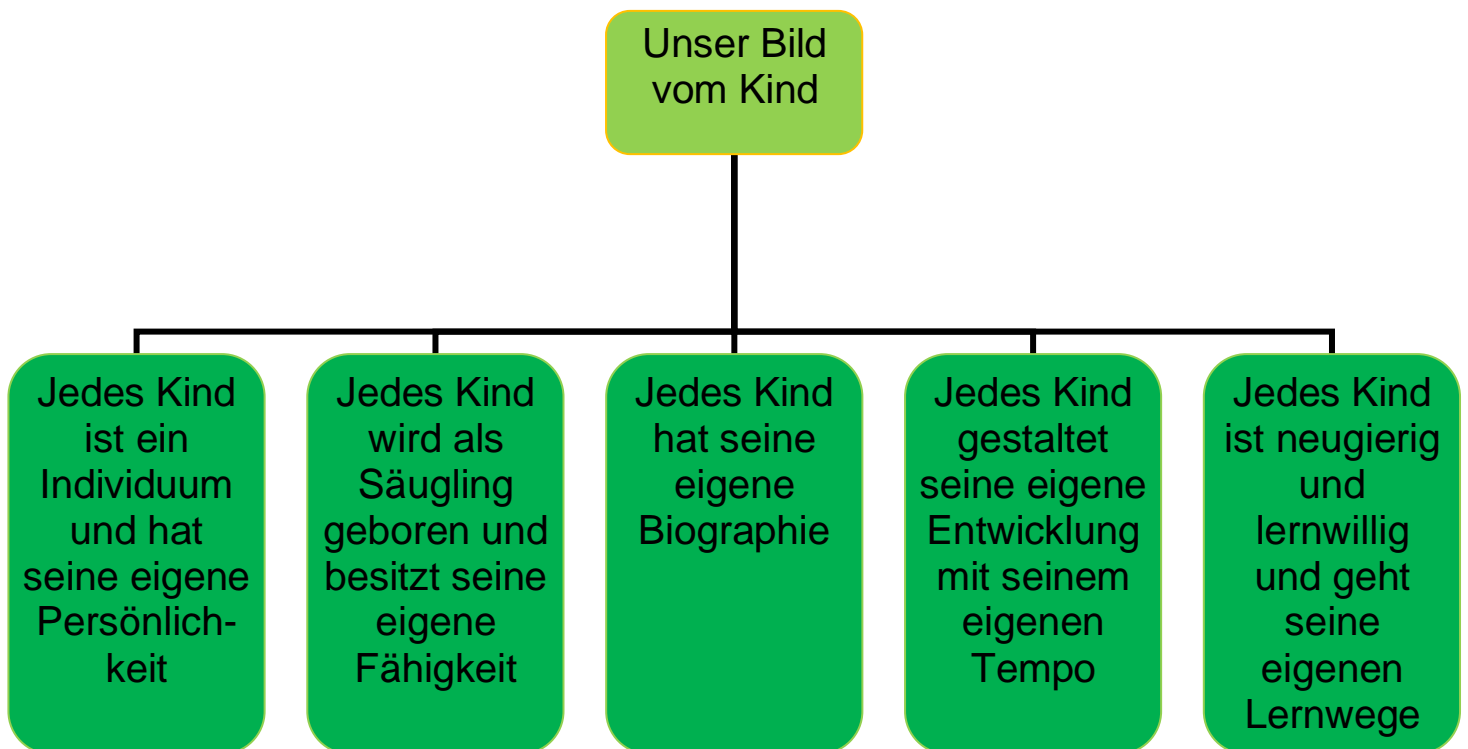 Unser Bild
vom Kind
Jedes Kind
ist ein
Individuum
und hat
seine eigene
Persönlich-
keit
Jedes Kind
wird als
Säugling
geboren und
besitzt seine
eigene
Fähigkeit
Jedes Kind
hat seine
eigene
Biographie
Jedes Kind
gestaltet
seine eigene
Entwicklung
mit seinem
eigenen
Tempo
Jedes Kind
ist neugierig
und
lernwillig
und geht
seine
eigenen
Lernwege